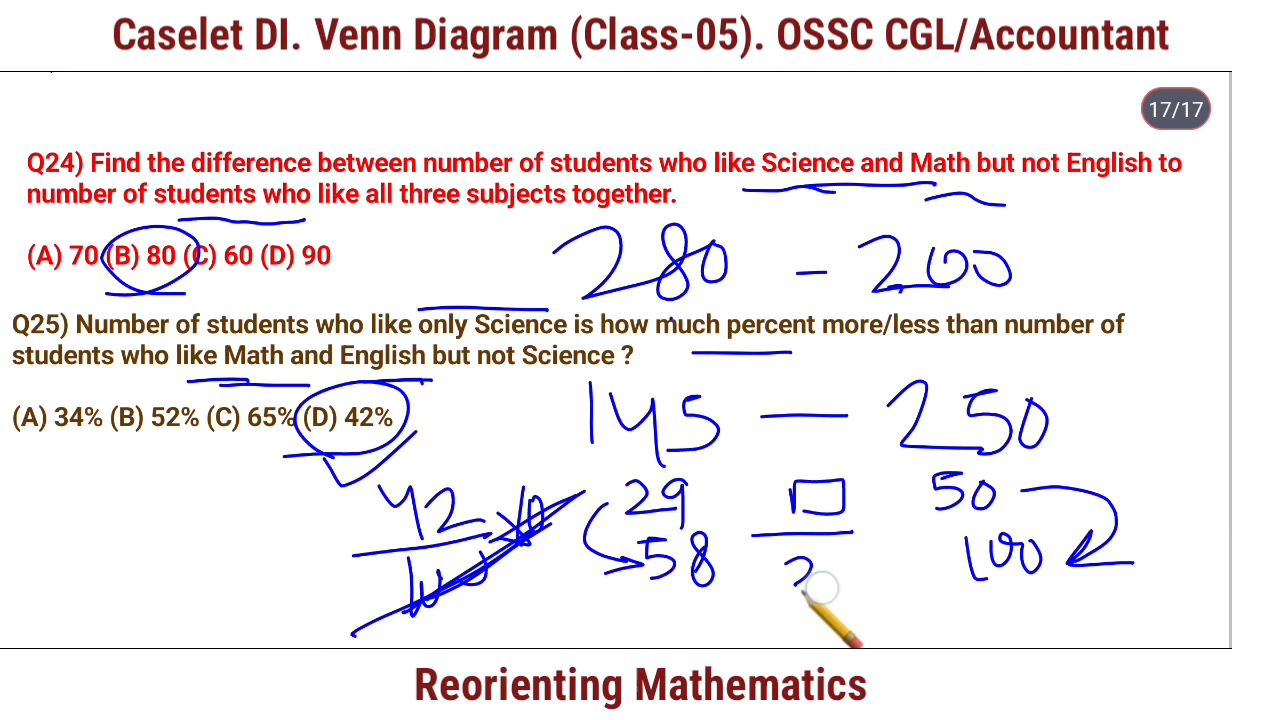 Caselet DI. Venn Diagram (Class-05). OSSC CGL/Accountant
17/17
Q24) Find the difference between number of students who like Science and Math but not English to
number of students who like all three subjects together.
(A) 70 (B) 80 (C) 60 (D) 90
280 – 200
Q25) Number of students who like only Science is how much percent more/less than number of
students who like Math and English but not Science ?
(A) 34% (B) 52% (C) 65% (D) 42%
145 — 250
42
29 50
100
58 100
Reorienting Mathematics